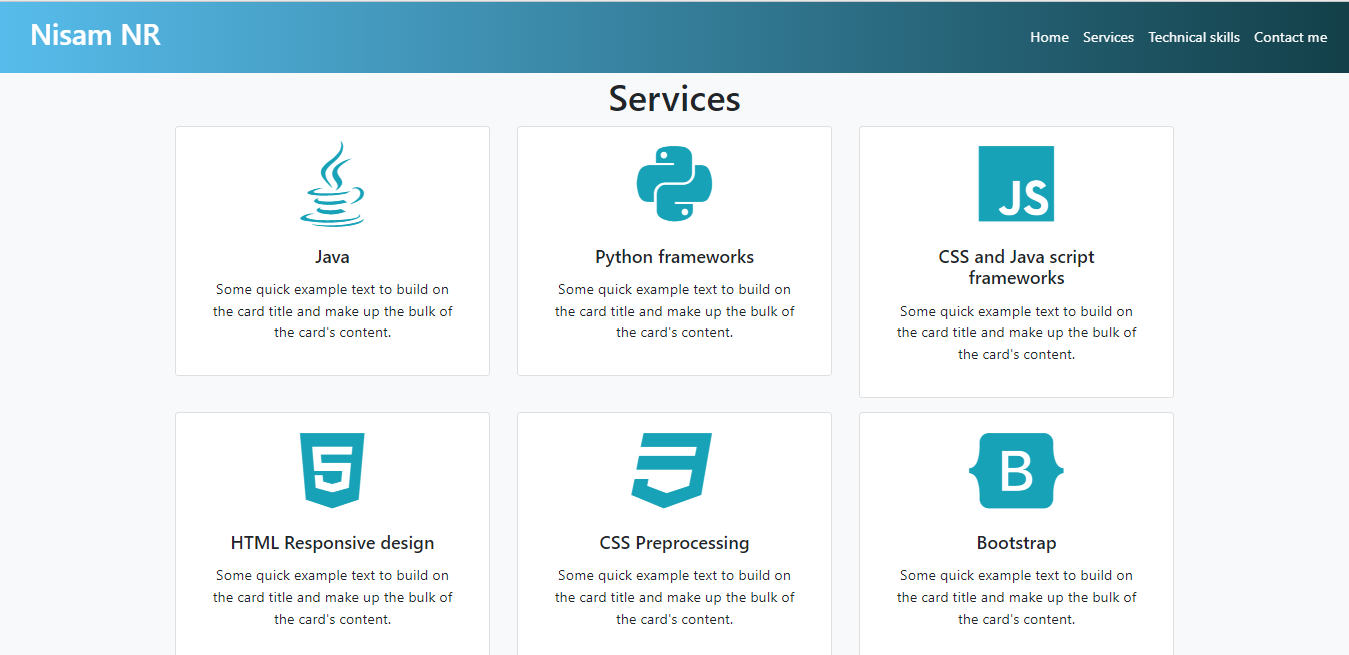 Nisam NR
Home Services Technical skills Contact me
Services
JS
Java
Some quick example text to build on
the card title and make up the bulk of
the card's content.
Python frameworks
Some quick example text to build on
the card title and make up the bulk of
the card's content.
CSS and Java script
frameworks
Some quick example text to build on
the card title and make up the bulk of
the card's content.
5
B
HTML Responsive design
Some quick example text to build on
the card title and make up the bulk of
the card's content.
CSS Preprocessing
Some quick example text to build on
the card title and make up the bulk of
the card's content.
Bootstrap
Some quick example text to build on
the card title and make up the bulk of
the card's content.